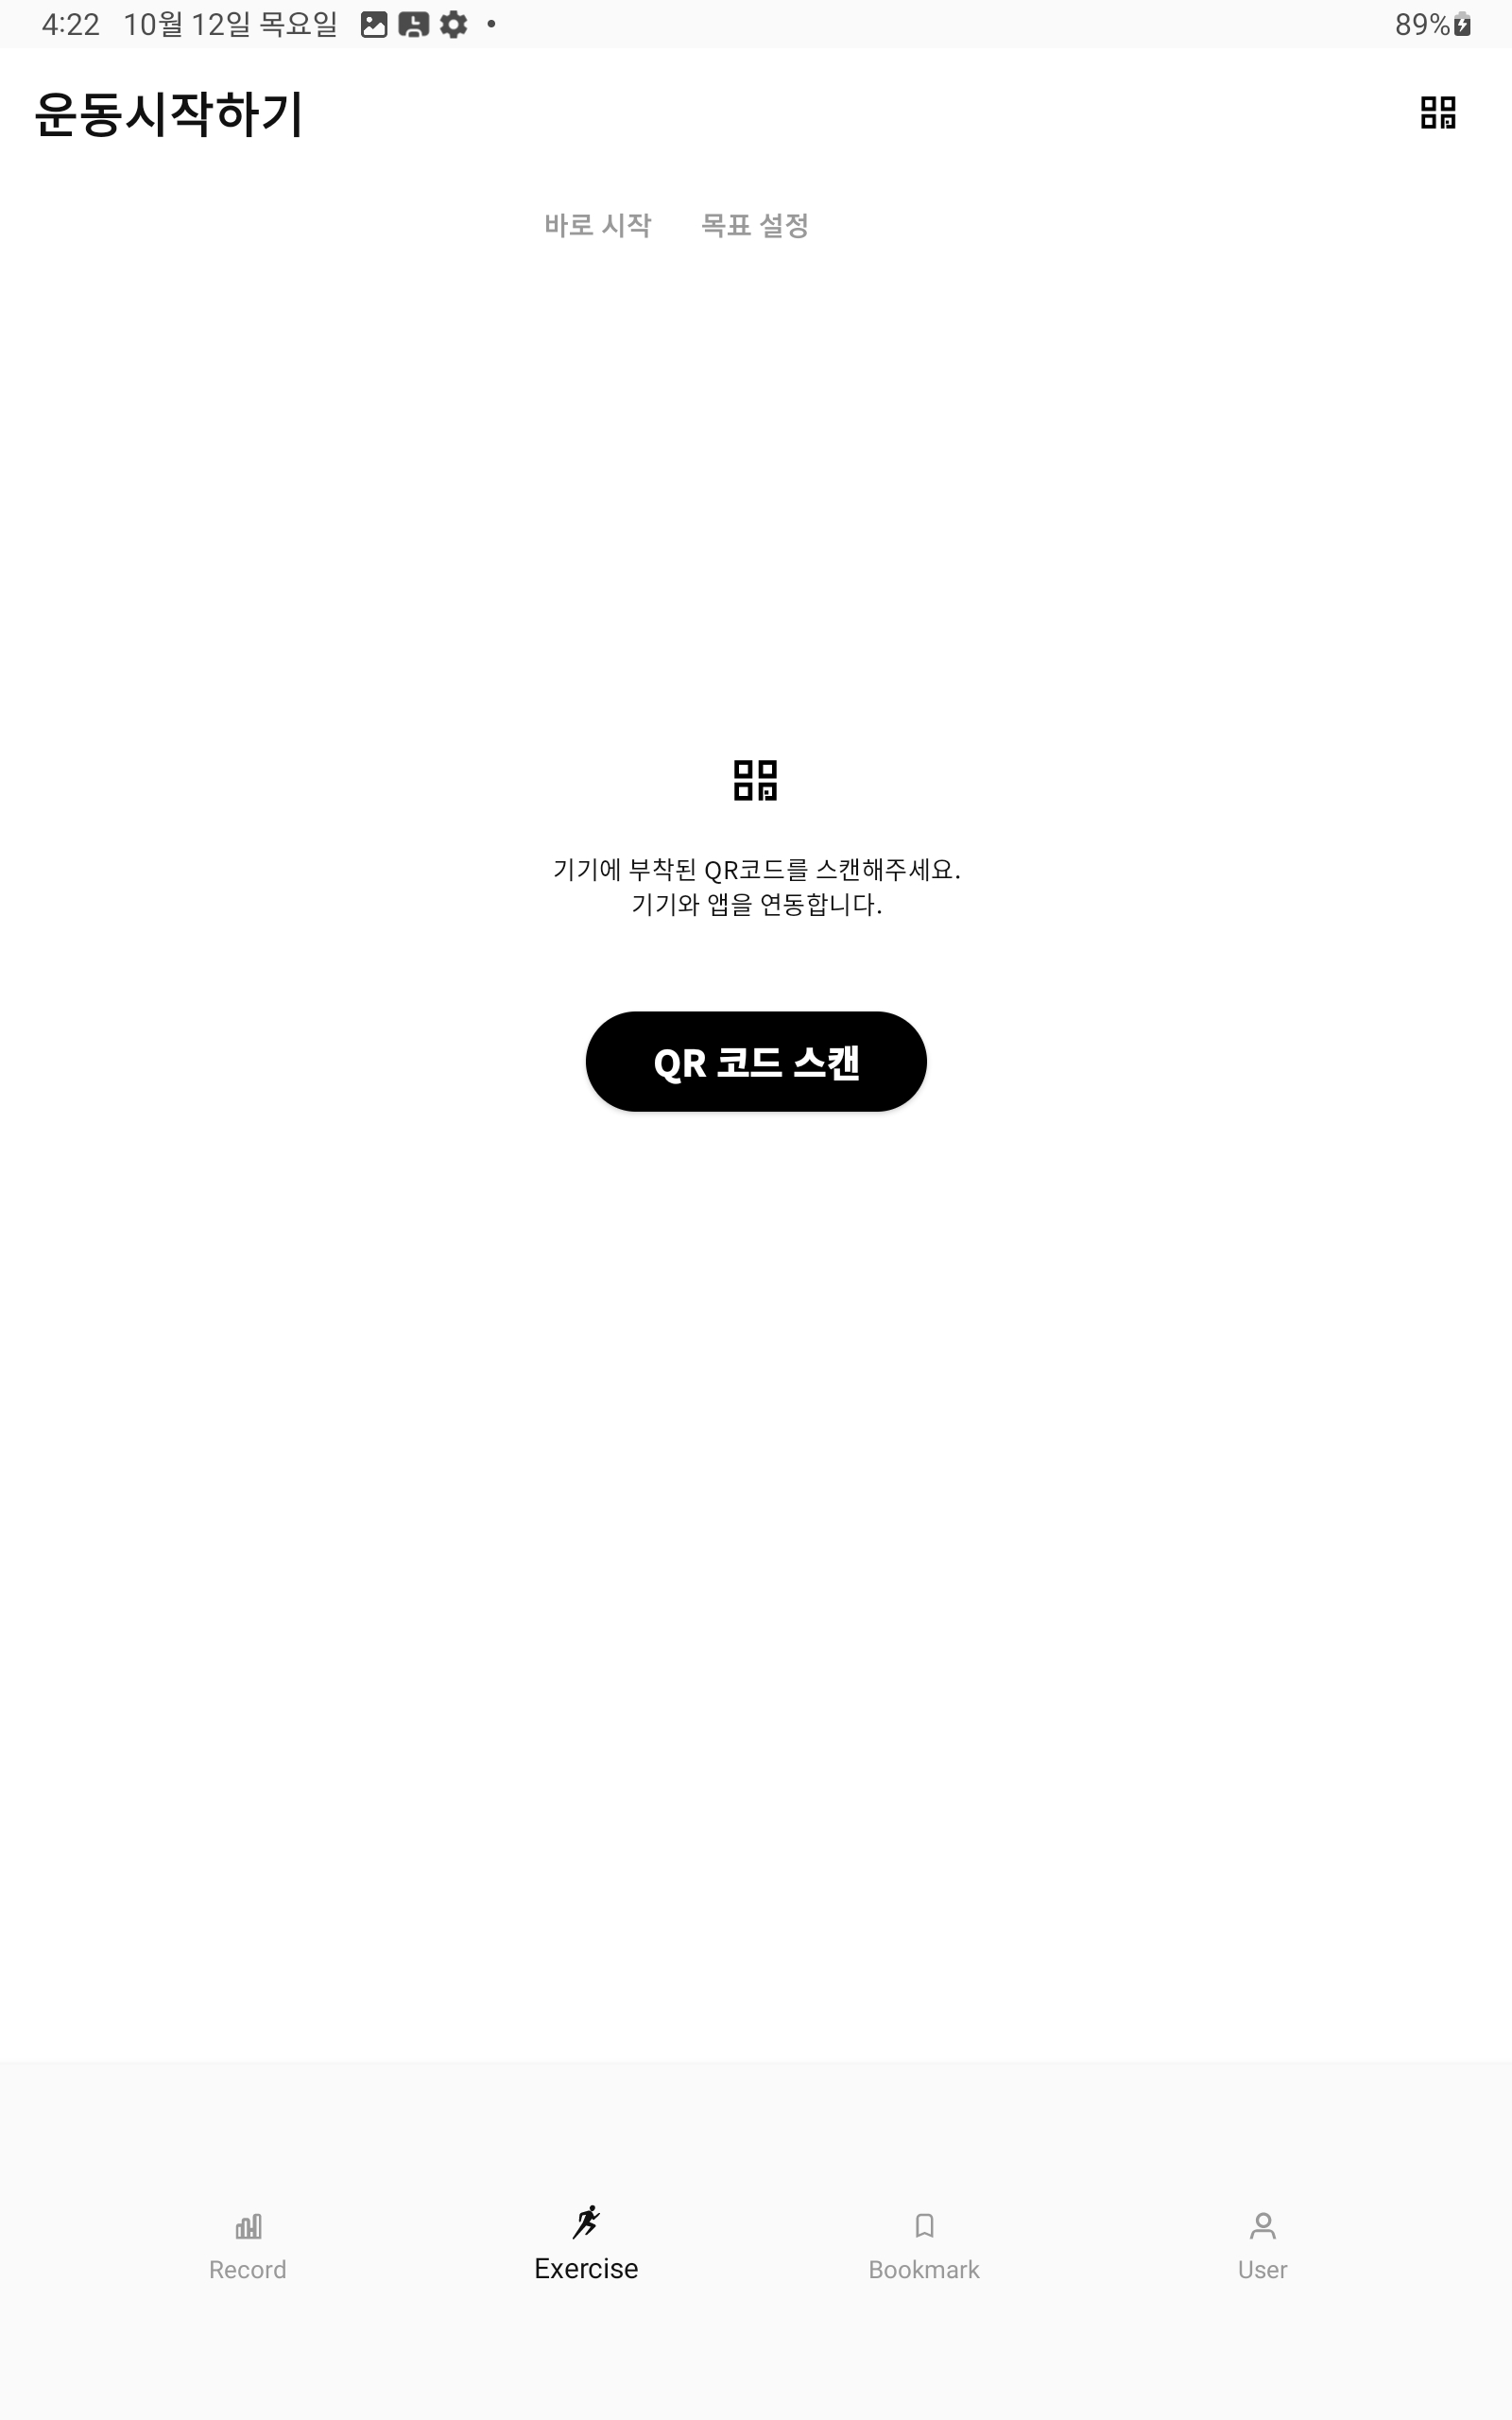 4:22 10월 12일 목요일
89%
운동시작하기
바로 시작 목표 설정
기기에 부착된 QR코드를 스캔해주세요.
기기와 앱을 연동합니다.
QR 코드 스캔
Record Exercise Bookmark User